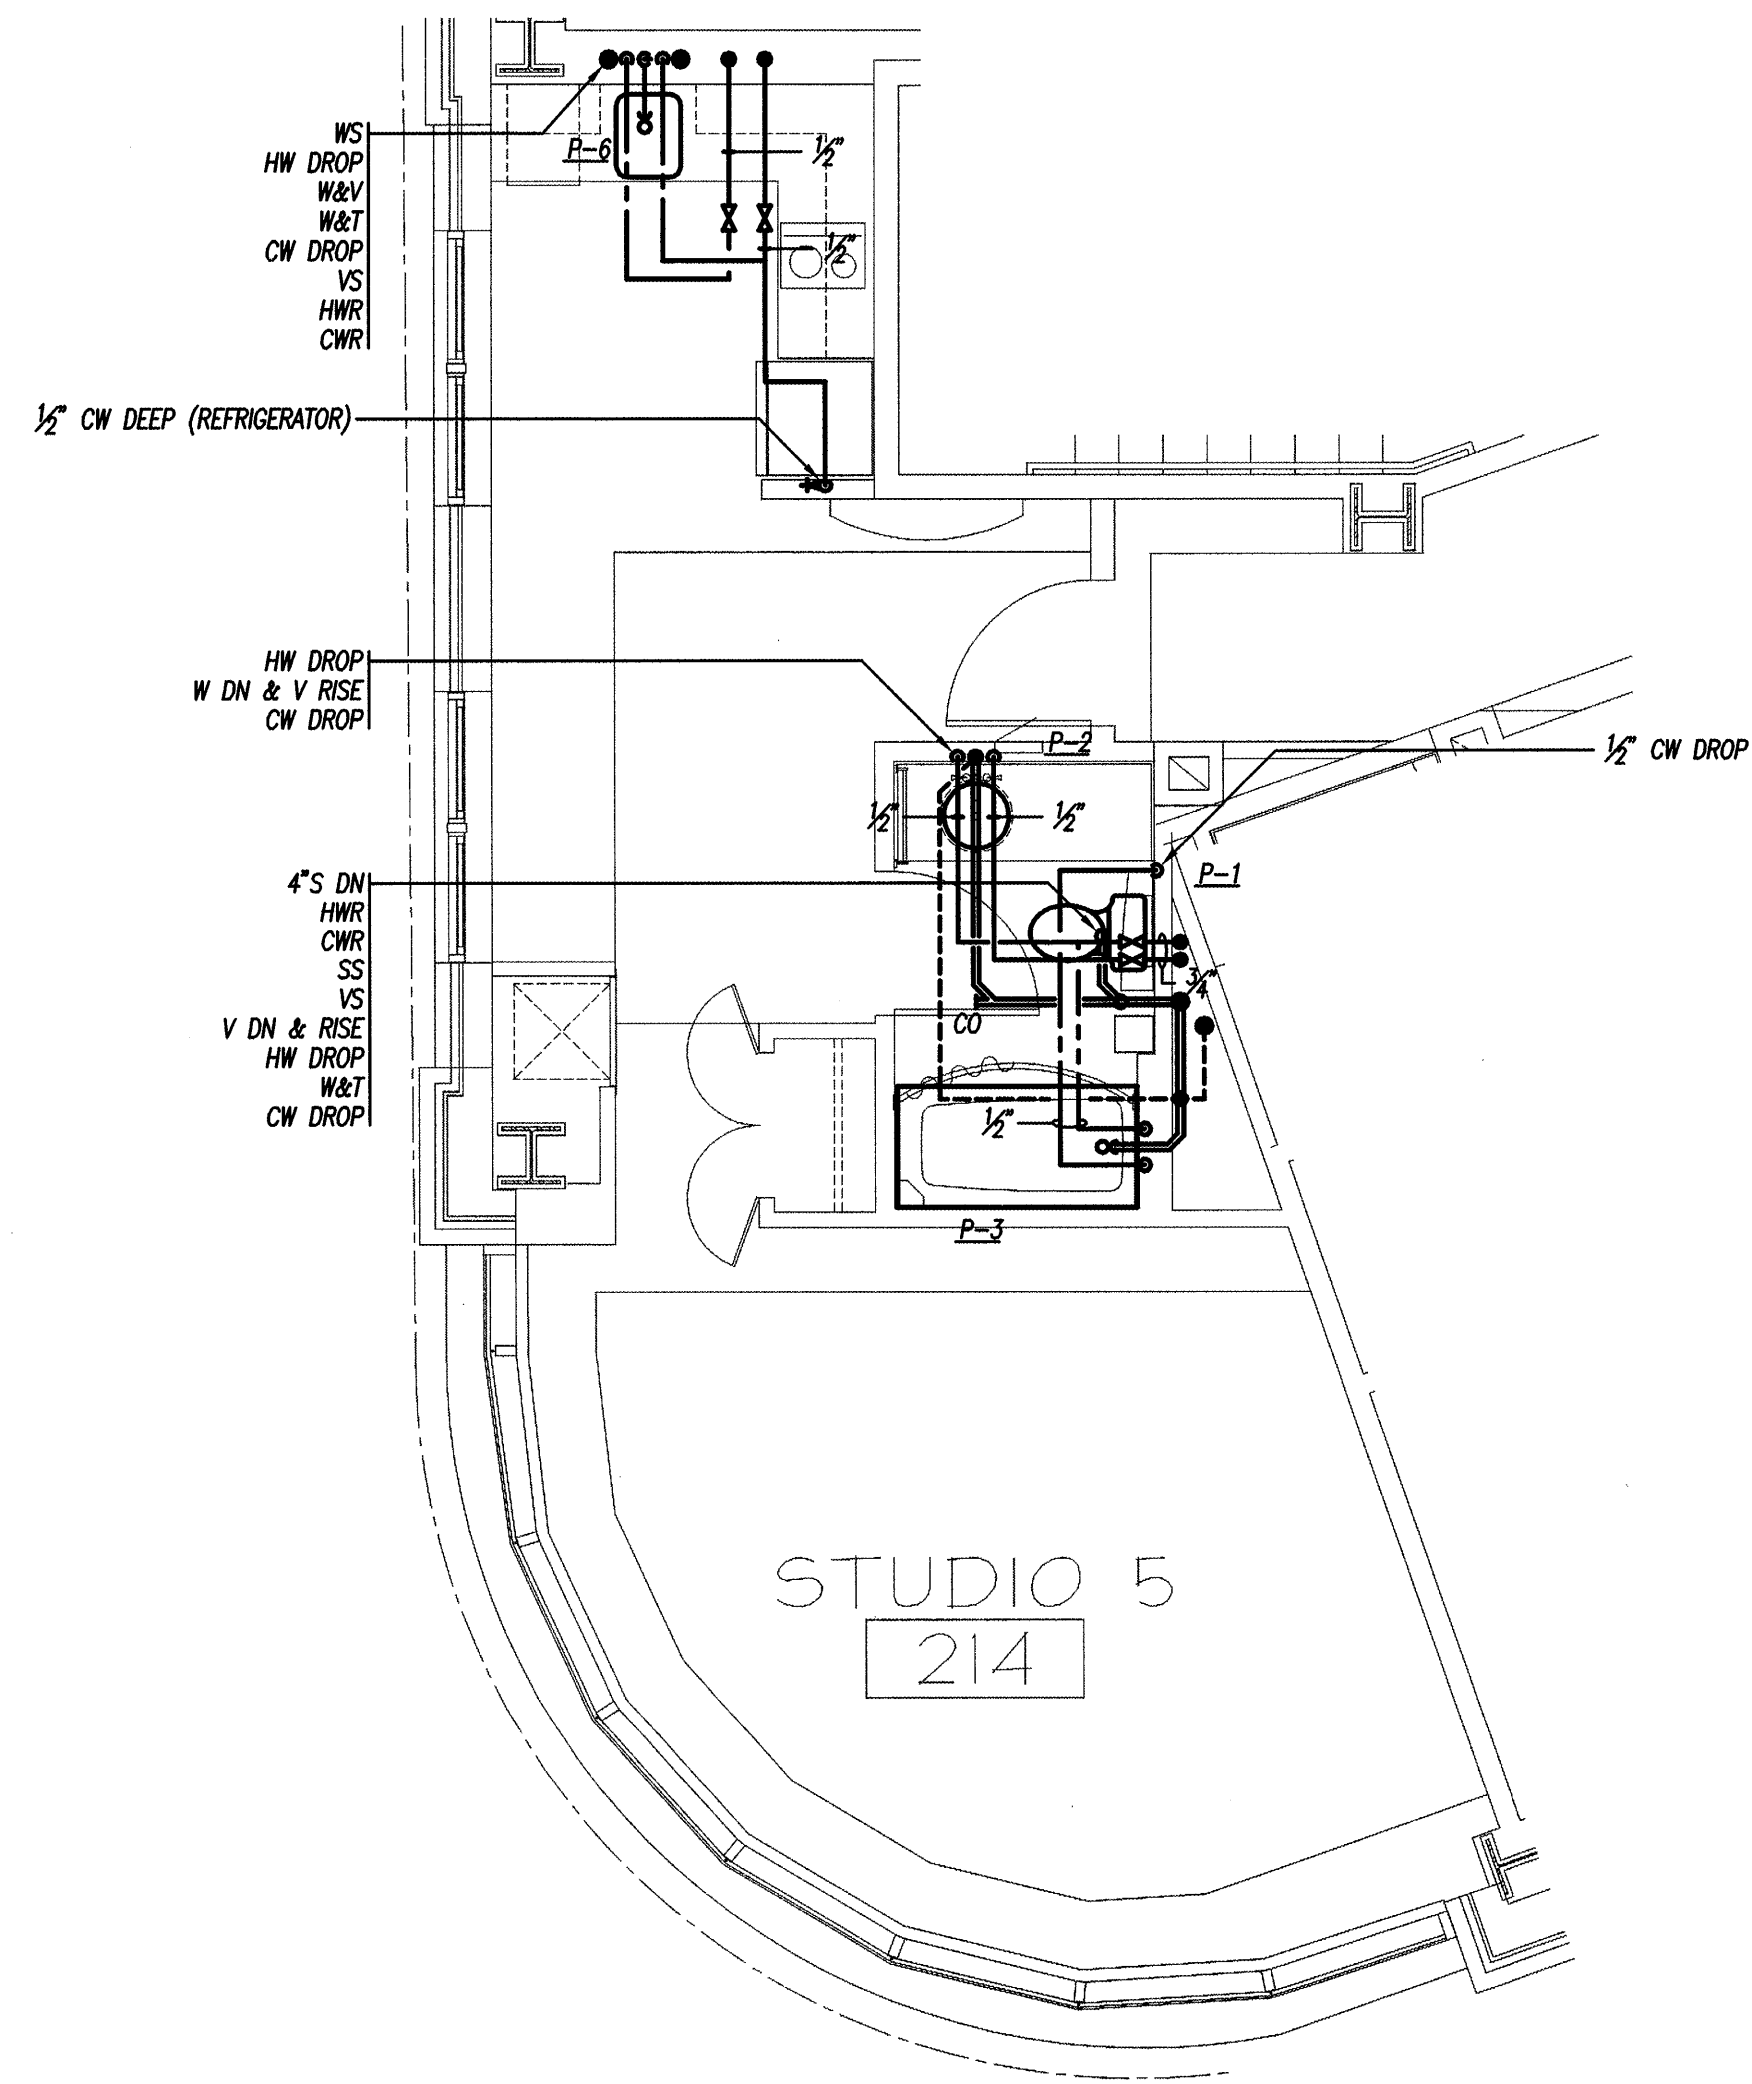 WS
HW DROP
W&V
W&T
CW DROP
VS
HWR
CWR
P-6
1/2"
1/2"
1/2" CW DEEP (REFRIGERATOR)
HW DROP
W DN & V RISE
CW DROP
P-2
1/2" CW DROP
1/2"
1/2"
P-1
4"S DN
HWR
CWR
SS
VS
V DN & RISE
HW DROP
W&T
CW DROP
3/4"
CO
1/2"
P-3
STUDIO 5
214